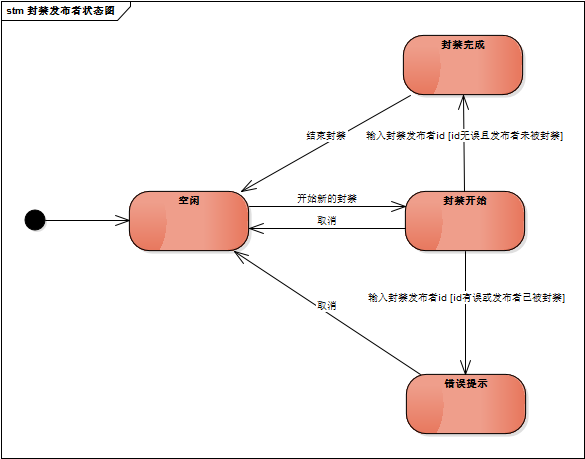 stm 封禁发布者状态图
封禁完成
结束封禁
输入封禁发布者id [id无误且发布者未被封禁]
空闲
开始新的封禁
封禁开始
取消
输入封禁发布者id [id有误或发布者已被封禁]
取消
错误提示